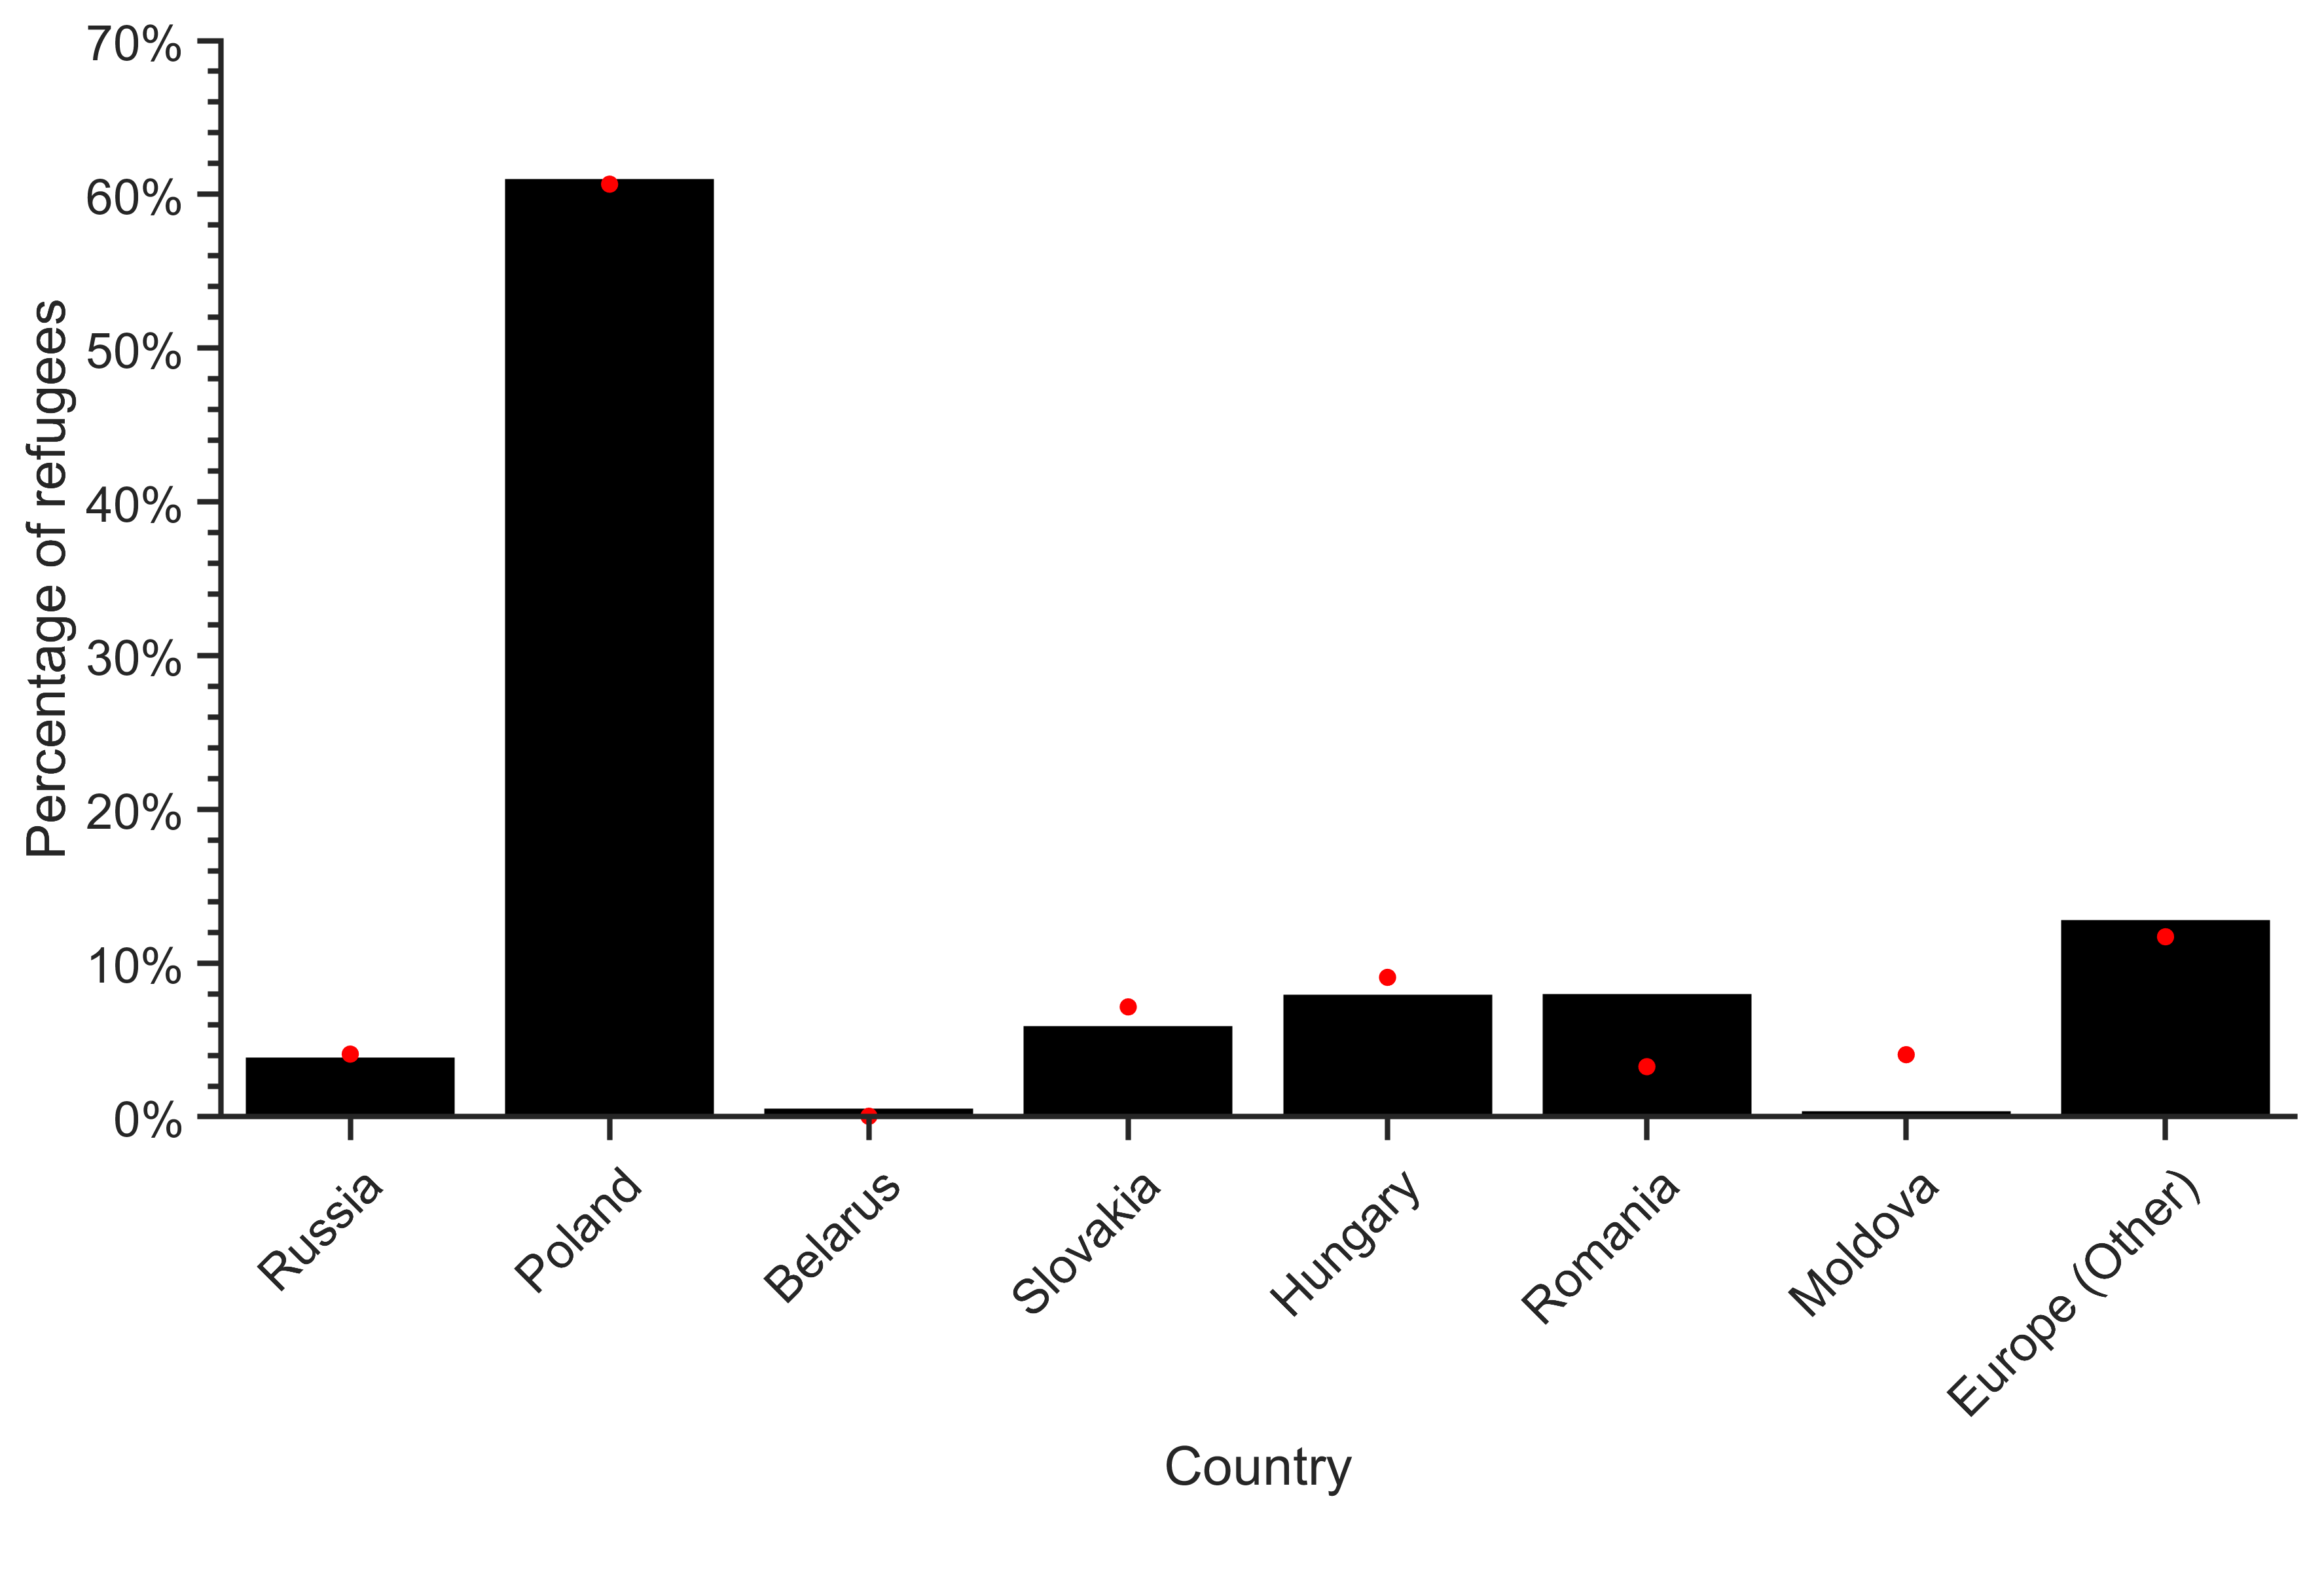 70%
60%
50%
40%
30%
20%
10%
0%
Percentage of refugees
Russia
Poland
Belarus
Slovakia
Hungary
Romania
Moldova
Europe (Other)
Country